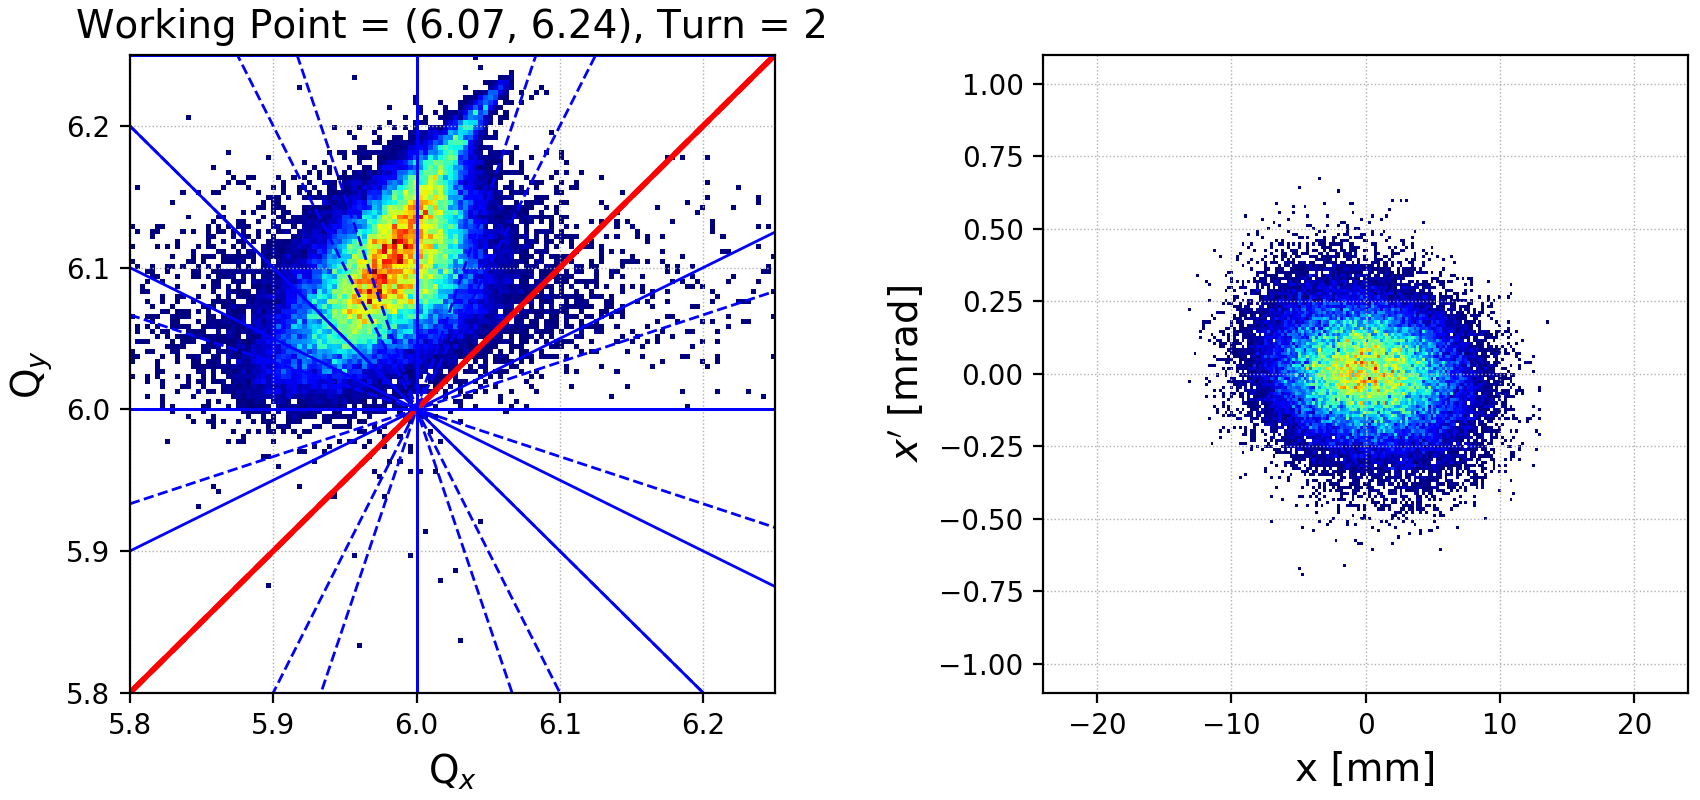 Working Point = (6.07, 6.24), Turn = 2
6.2
6.1
6.0
5.9
5.8
Q_y
5.8 5.9 6.0 6.1 6.2
Q_x
1.00
0.75
0.50
0.25
0.00
−0.25
−0.50
−0.75
−1.00
x′ [mrad]
−20 −10 0 10 20
x [mm]